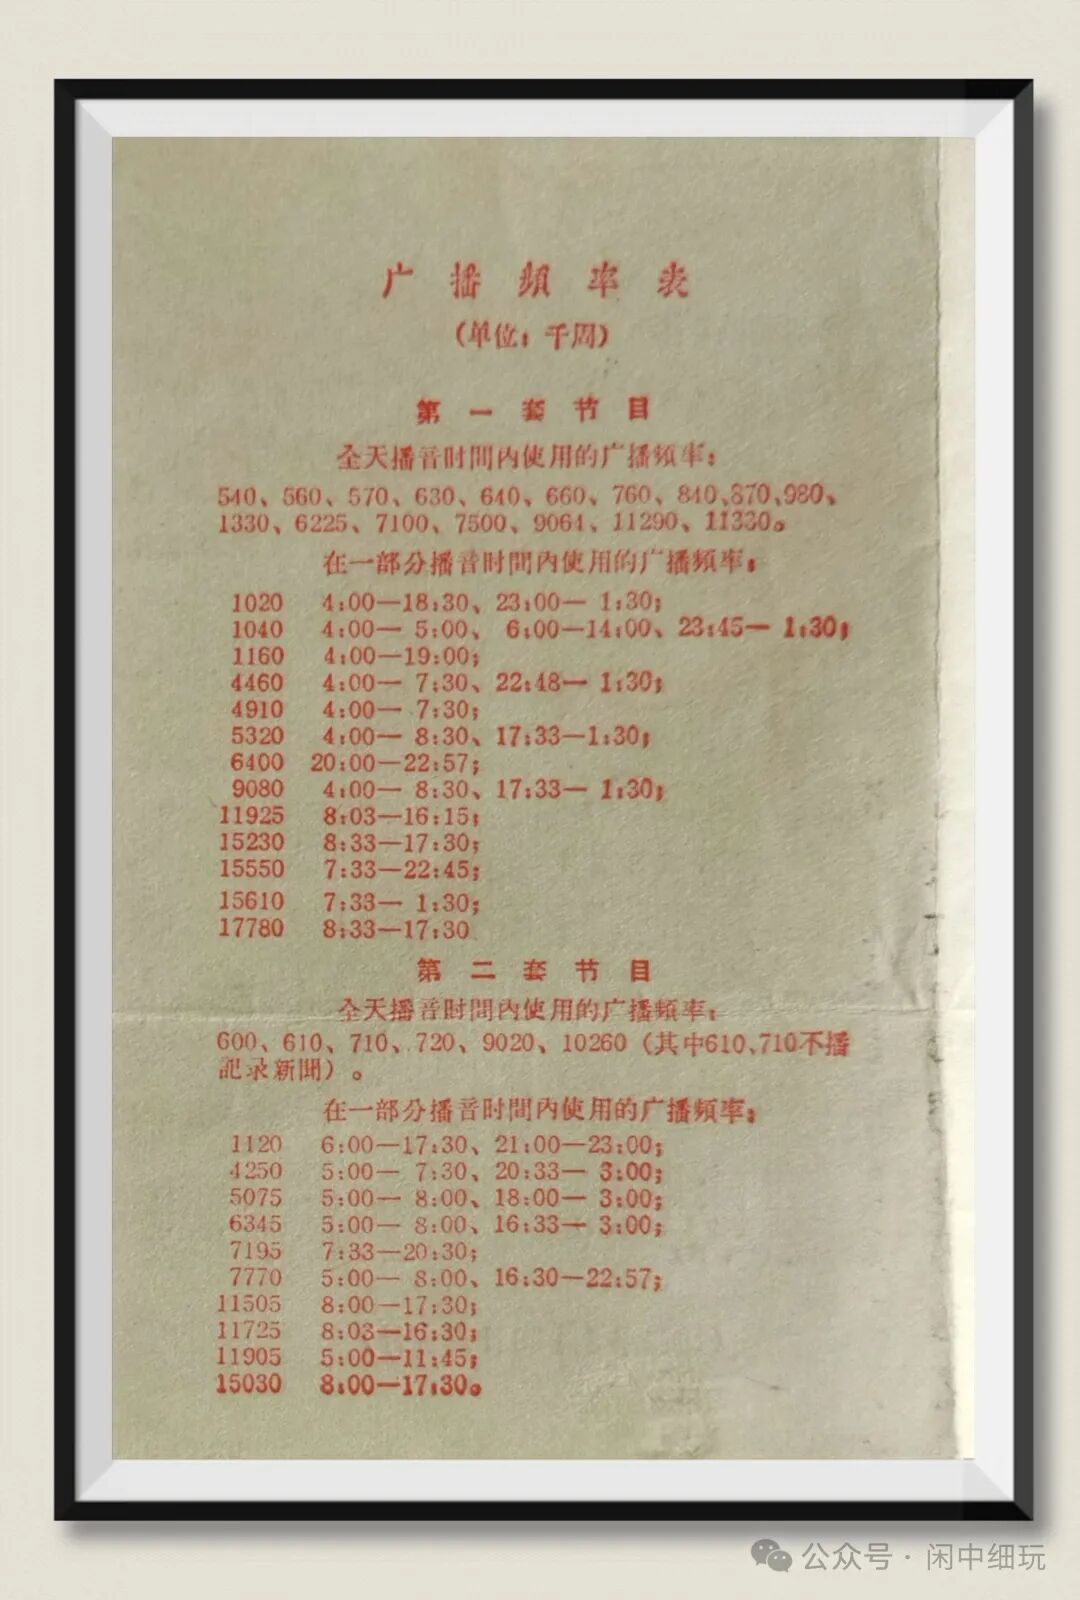 广播頻率表
(单位：千周)
第一套节目
全天播音时間內使用的广播頻率：
540、560、570、630、640、660、760、840、870、980、
1330、6225、7100、7500、9064、11290、11330。
在一部分播音时間內使用的广播頻率：
1020 4:00—18:30、23:00— 1:30;
1040 4:00— 5:00、 6:00—14:00、23:45— 1:30;
1160 4:00—19:00;
4460 4:00— 7:30、22:48— 1:30;
4910 4:00— 7:30;
5320 4:00— 8:30、17:33—1:30;
6400 20:00—22:57;
9080 4:00— 8:30、17:33— 1:30;
11925 8:03—16:15;
15230 8:33—17:30;
15550 7:33—22:45;
15610 7:33— 1:30;
17780 8:33—17:30
第二套节目
全天播音时間內使用的广播頻率：
600、610、710、720、9020、10260（其中610、710不播
記录新聞）。
在一部分播音时間內使用的广播頻率：
1120 6:00—17:30、21:00—23:00;
4250 5:00— 7:30、20:33— 3:00;
5075 5:00— 8:00、18:00— 3:00;
6345 5:00— 8:00、16:33— 3:00;
7195 7:33—20:30;
7770 5:00— 8:00、16:30—22:57;
11505 8:00—17:30;
11725 8:03—16:30;
11905 5:00—11:45;
15030 8:00—17:30。
公众号 · 闲中细玩